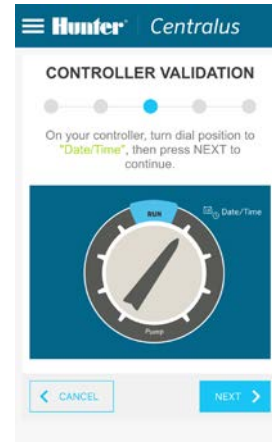 Hunter Centralus
CONTROLLER VALIDATION
On your controller, turn dial position to
"Date/Time", then press NEXT to
continue.
RUN
Date/Time
Pump
CANCEL
NEXT